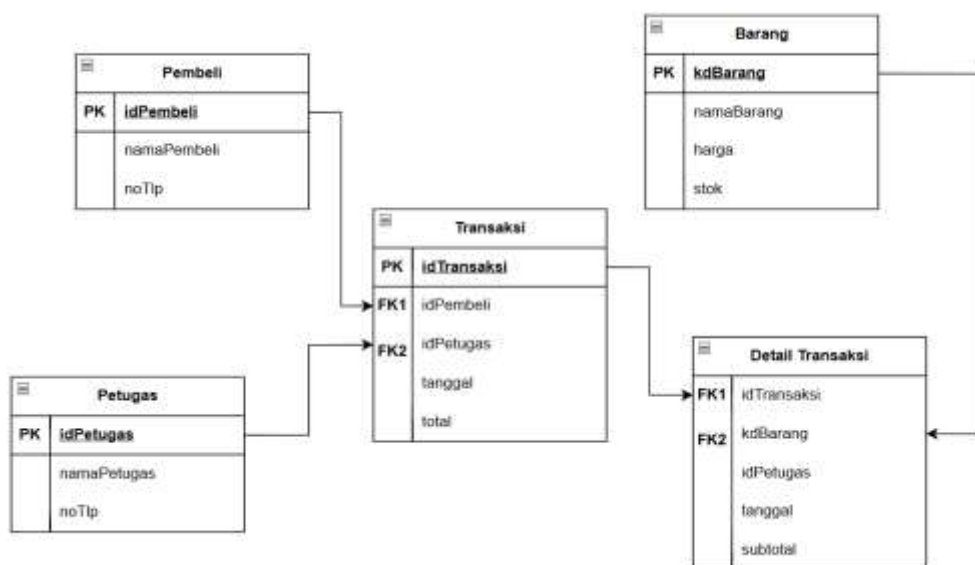 Pembeli
PK idPembeli
namaPembeli
noTlp
Barang
PK kdBarang
namaBarang
harga
stok
Transaksi
PK idTransaksi
FK1 idPembeli
FK2 idPetugas
tanggal
total
Petugas
PK idPetugas
namaPetugas
noTlp
Detail Transaksi
FK1 idTransaksi
FK2 kdBarang
idPetugas
tanggal
subtotal